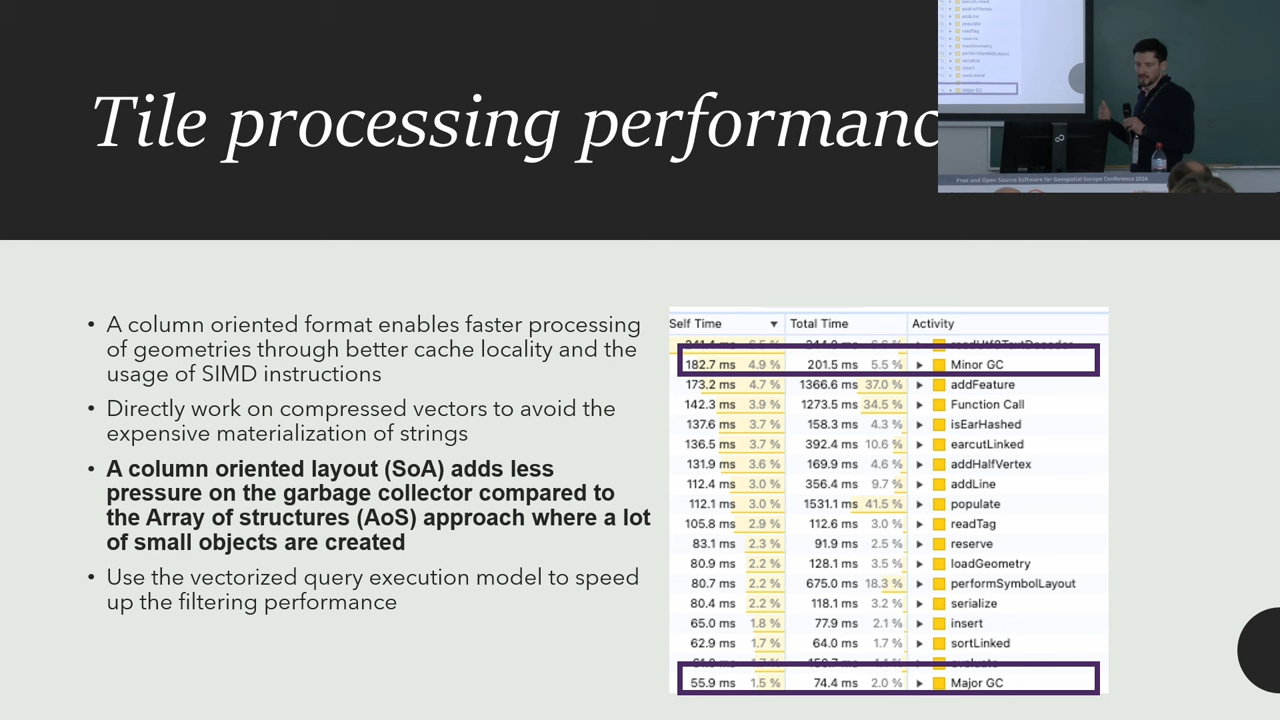 Tile processing performanc
Free and Open Source Software for Geospatial Europe Conference 2024
• A column oriented format enables faster processing
of geometries through better cache locality and the
usage of SIMD instructions
• Directly work on compressed vectors to avoid the
expensive materialization of strings
• A column oriented layout (SoA) adds less
pressure on the garbage collector compared to
the Array of structures (AoS) approach where a lot
of small objects are created
• Use the vectorized query execution model to speed
up the filtering performance
Self Time Total Time Activity
182.7 ms 4.9 % 201.5 ms 5.5 % Minor GC
173.2 ms 4.7 % 1366.6 ms 37.0 % addFeature
142.3 ms 3.9 % 1273.5 ms 34.5 % Function Call
137.6 ms 3.7 % 158.3 ms 4.3 % isEarHashed
136.5 ms 3.7 % 392.4 ms 10.6 % earcutLinked
131.9 ms 3.6 % 169.9 ms 4.6 % addHalfVertex
112.4 ms 3.0 % 356.4 ms 9.7 % addLine
112.1 ms 3.0 % 1531.1 ms 41.5 % populate
105.8 ms 2.9 % 112.6 ms 3.0 % readTag
83.1 ms 2.3 % 91.9 ms 2.5 % reserve
80.9 ms 2.2 % 128.1 ms 3.5 % loadGeometry
80.7 ms 2.2 % 675.0 ms 18.3 % performSymbolLayout
80.4 ms 2.2 % 118.1 ms 3.2 % serialize
65.0 ms 1.8 % 77.9 ms 2.1 % insert
62.9 ms 1.7 % 64.0 ms 1.7 % sortLinked
55.9 ms 1.5 % 74.4 ms 2.0 % Major GC